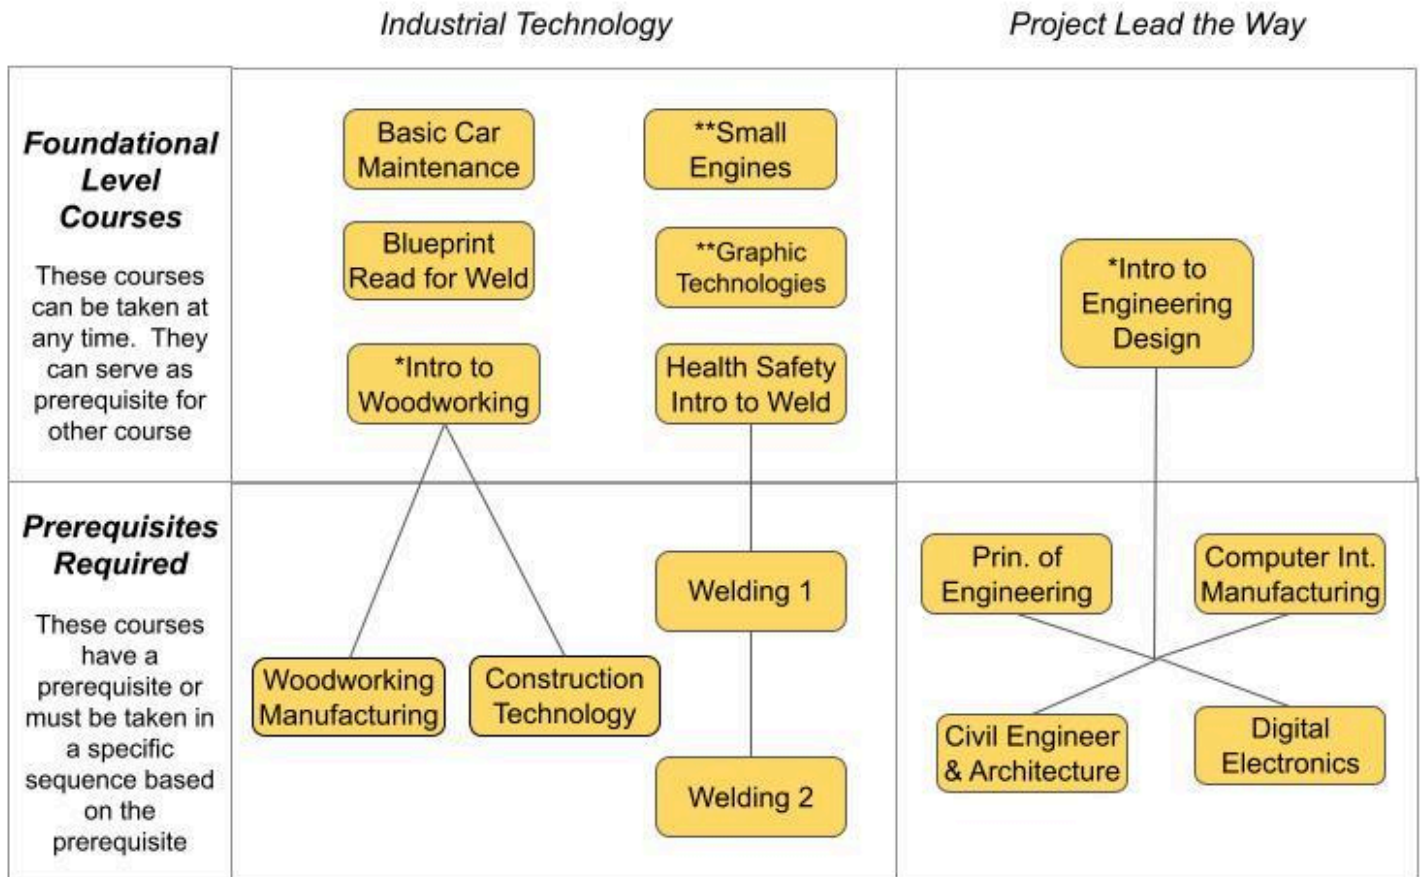 Industrial Technology
Project Lead the Way
Foundational
Level
Courses
These courses
can be taken at
any time. They
can serve as
prerequisite for
other course
Basic Car
Maintenance
**Small
Engines
Blueprint
Read for Weld
**Graphic
Technologies
*Intro to
Woodworking
Health Safety
Intro to Weld
*Intro to
Engineering
Design
Prerequisites
Required
These courses
have a
prerequisite or
must be taken in
a specific
sequence based
on the
prerequisite
Woodworking
Manufacturing
Construction
Technology
Welding 1
Welding 2
Prin. of
Engineering
Computer Int.
Manufacturing
Civil Engineer
& Architecture
Digital
Electronics